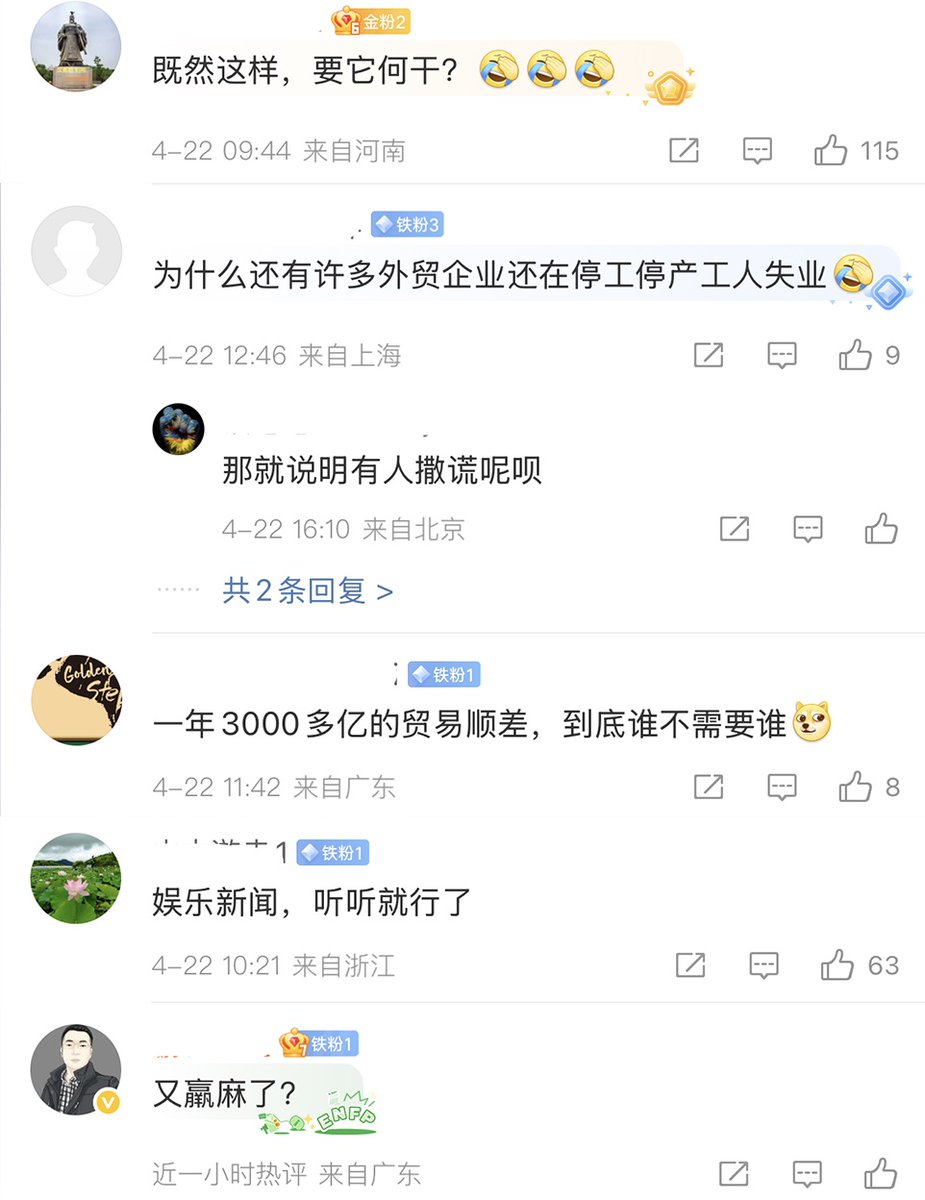 金粉2
既然这样，要它何干？
4-22 09:44 来自河南
115
铁粉3
为什么还有许多外贸企业还在停工停产工人失业
4-22 12:46 来自上海
9
那就说明有人撒谎呢呗
4-22 16:10 来自北京
共2条回复 >
Golden
铁粉1
一年3000多亿的贸易顺差，到底谁不需要谁
4-22 11:42 来自广东
8
1 铁粉1
娱乐新闻，听听就行了
4-22 10:21 来自浙江
63
铁粉1
又羸麻了？
ENFP
近一小时热评 来自广东